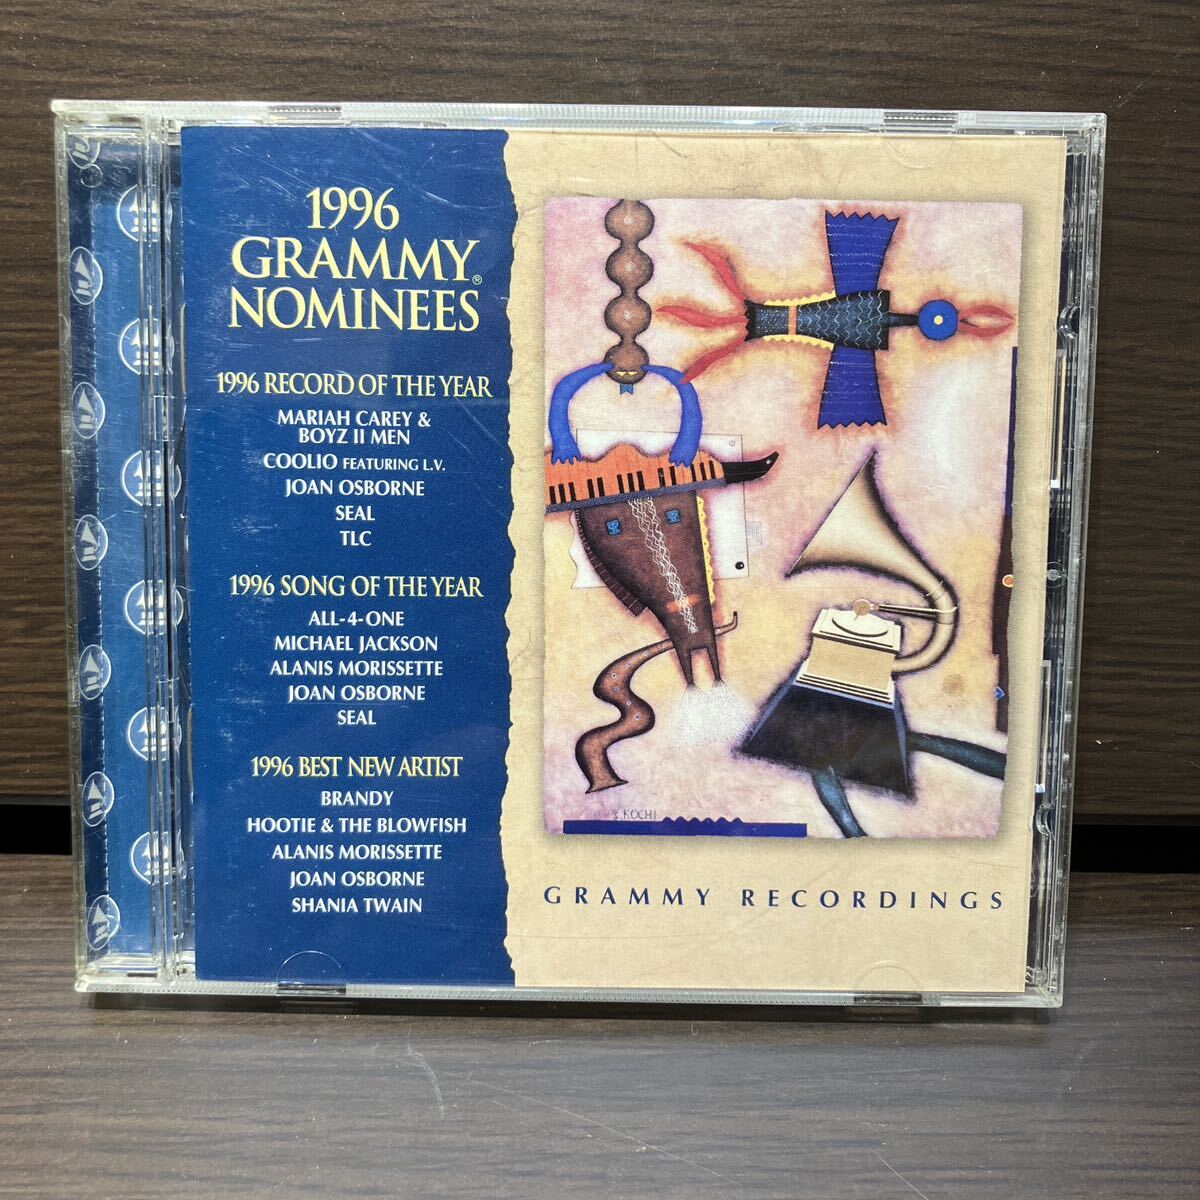 1996
GRAMMY®
NOMINEES
1996 RECORD OF THE YEAR
MARIAH CAREY &
BOYZ II MEN
COOLIO FEATURING L.V.
JOAN OSBORNE
SEAL
TLC
1996 SONG OF THE YEAR
ALL-4-ONE
MICHAEL JACKSON
ALANIS MORISSETTE
JOAN OSBORNE
SEAL
1996 BEST NEW ARTIST
BRANDY
HOOTIE & THE BLOWFISH
ALANIS MORISSETTE
JOAN OSBORNE
SHANIA TWAIN
KOCHI
GRAMMY RECORDINGS